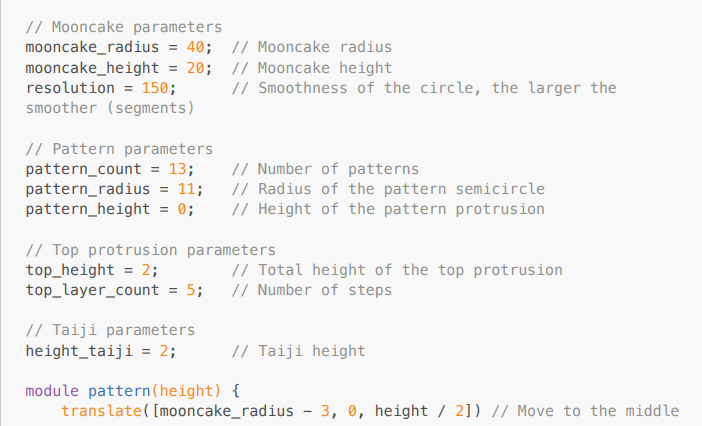 // Mooncake parameters
mooncake_radius = 40;  // Mooncake radius
mooncake_height = 20;  // Mooncake height
resolution = 150;      // Smoothness of the circle, the larger the
smoother (segments)

// Pattern parameters
pattern_count = 13;    // Number of patterns
pattern_radius = 11;   // Radius of the pattern semicircle
pattern_height = 0;    // Height of the pattern protrusion

// Top protrusion parameters
top_height = 2;        // Total height of the top protrusion
top_layer_count = 5;   // Number of steps

// Taiji parameters
height_taiji = 2;      // Taiji height

module pattern(height) {
    translate([mooncake_radius - 3, 0, height / 2]) // Move to the middle